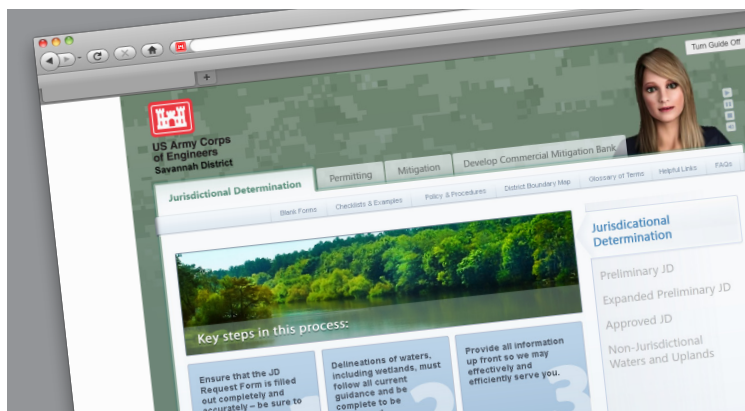 Turn Guide Off
US Army Corps
of Engineers
Savannah District
Jurisdictional Determination
Permitting
Mitigation
Develop Commercial Mitigation Bank
Blank Forms
Checklists & Examples
Policy & Procedures
District Boundary Map
Glossary of Terms
Helpful Links
FAQs
Key steps in this process:
Jurisdicational
Determination
Preliminary JD
Expanded Preliminary JD
Approved JD
Non-Jurisdictional
Waters and Uplands
1
Ensure that the JD
Request Form is filled
out completely and
accurately – be sure to
2
Delineations of waters,
including wetlands, must
follow all current
guidance and be
complete to be
3
Provide all information
up front so we may
effectively and
efficiently serve you.